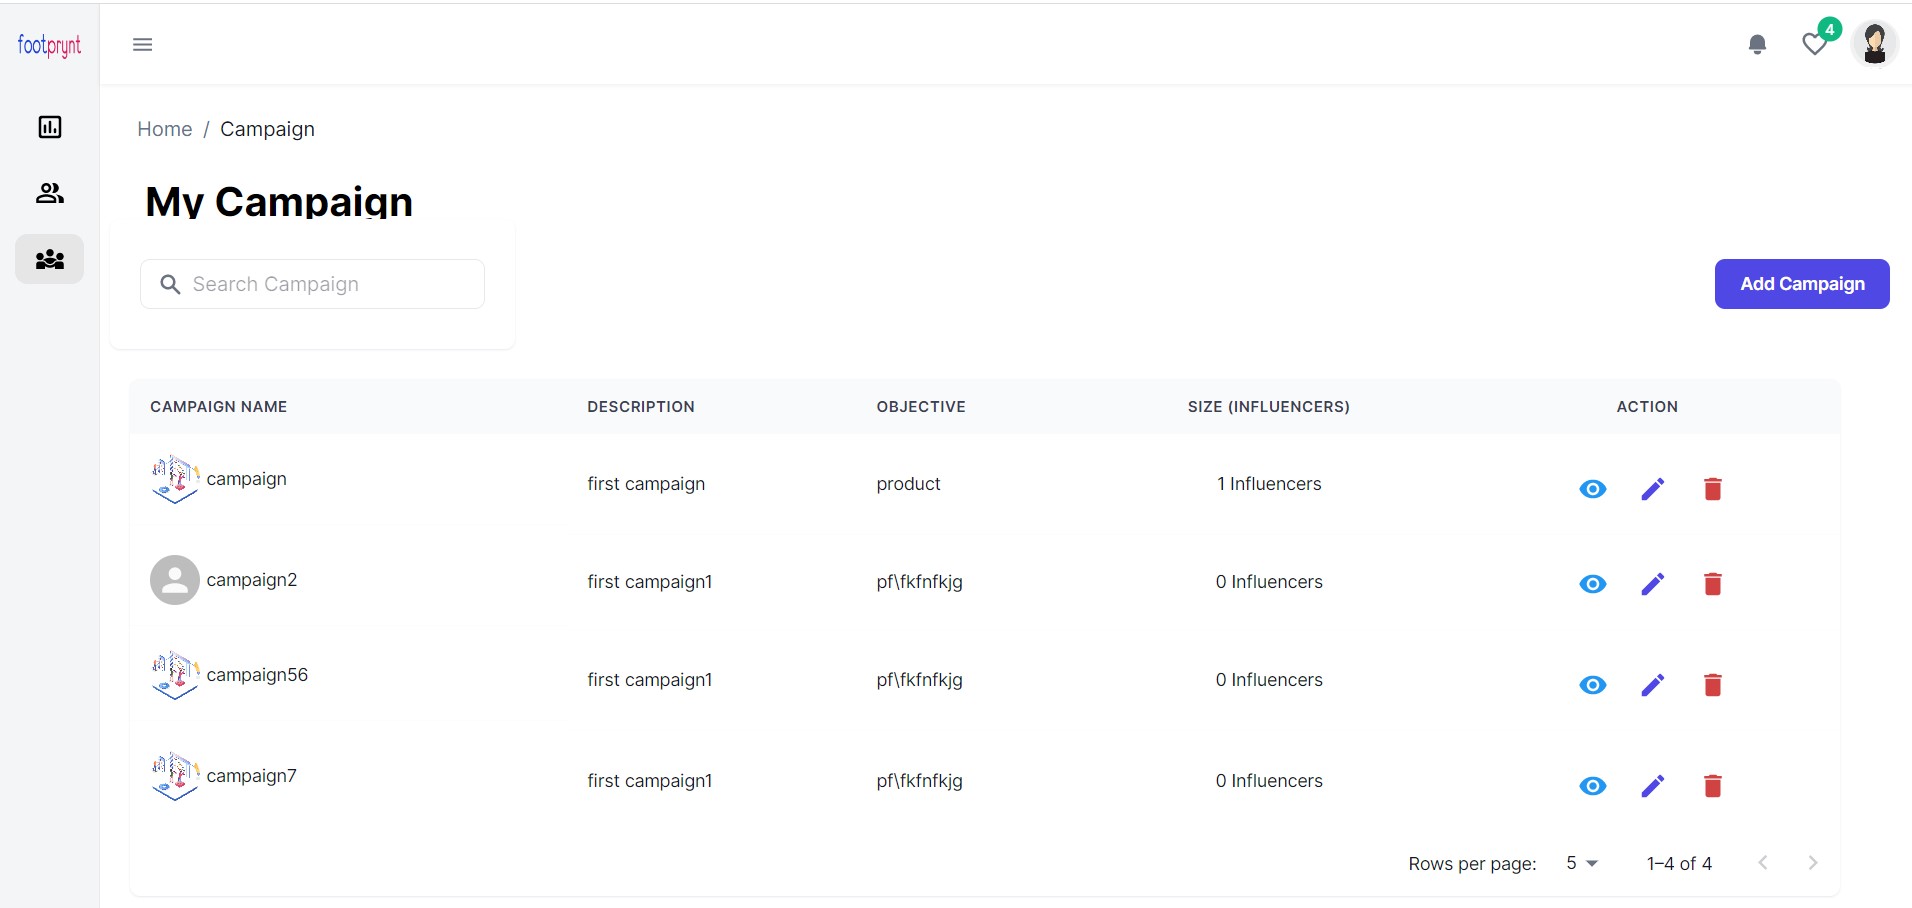 footprynt
4
Home / Campaign
My Campaign
Search Campaign
Add Campaign
CAMPAIGN NAME DESCRIPTION OBJECTIVE SIZE (INFLUENCERS) ACTION
campaign first campaign product 1 Influencers
campaign2 first campaign1 pf\fkfnfkjg 0 Influencers
campaign56 first campaign1 pf\fkfnfkjg 0 Influencers
campaign7 first campaign1 pf\fkfnfkjg 0 Influencers
Rows per page: 5 1–4 of 4